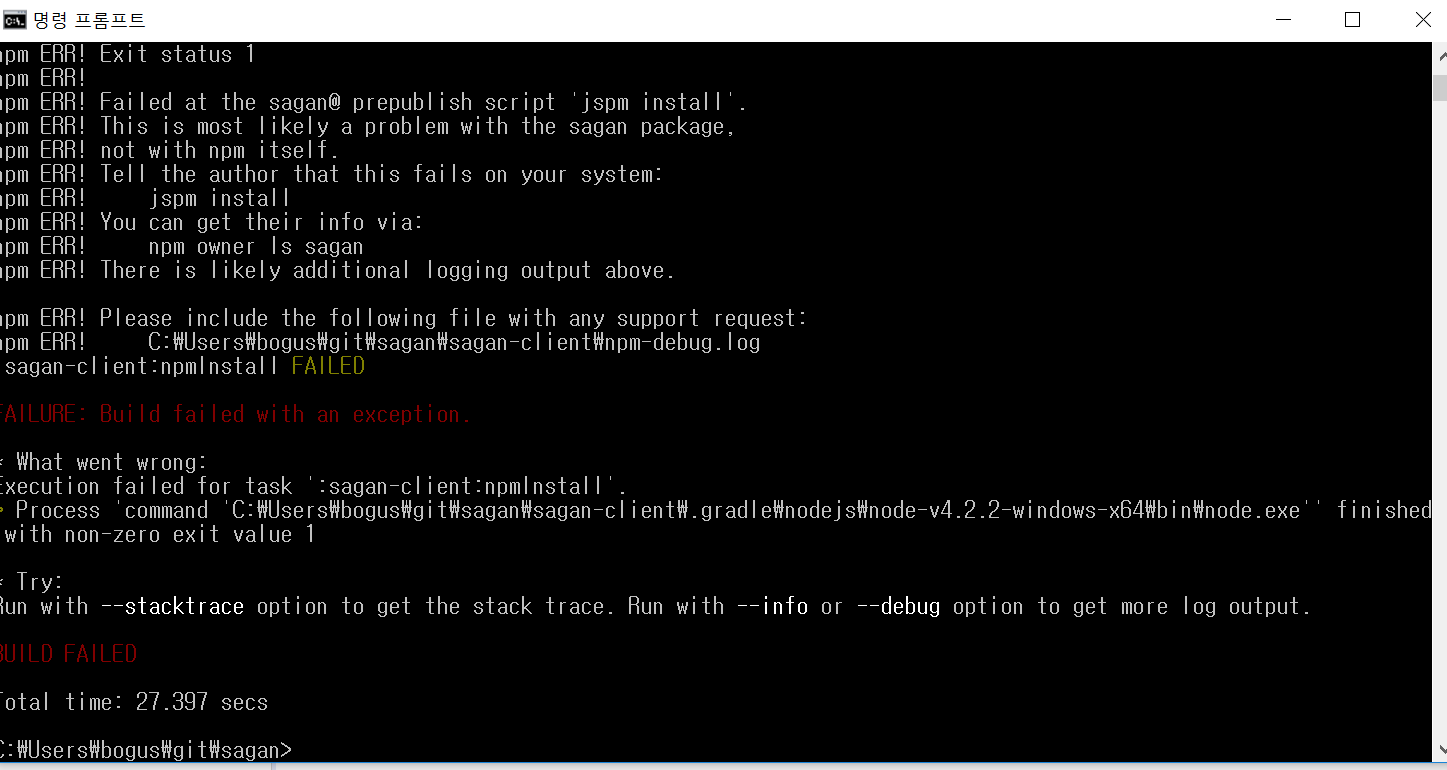 명령 프롬프트
npm ERR! Exit status 1
npm ERR!
npm ERR! Failed at the sagan@ prepublish script 'jspm install'.
npm ERR! This is most likely a problem with the sagan package,
npm ERR! not with npm itself.
npm ERR! Tell the author that this fails on your system:
npm ERR!     jspm install
npm ERR! You can get their info via:
npm ERR!     npm owner ls sagan
npm ERR! There is likely additional logging output above.
npm ERR! Please include the following file with any support request:
npm ERR!     C:₩Users₩bogus₩git₩sagan₩sagan-client₩npm-debug.log
:sagan-client:npmInstall FAILED
FAILURE: Build failed with an exception.
* What went wrong:
Execution failed for task ':sagan-client:npmInstall'.
> Process 'command 'C:₩Users₩bogus₩git₩sagan₩sagan-client₩.gradle₩nodejs₩node-v4.2.2-windows-x64₩bin₩node.exe'' finished
with non-zero exit value 1
* Try:
Run with --stacktrace option to get the stack trace. Run with --info or --debug option to get more log output.
BUILD FAILED
Total time: 27.397 secs
C:₩Users₩bogus₩git₩sagan>